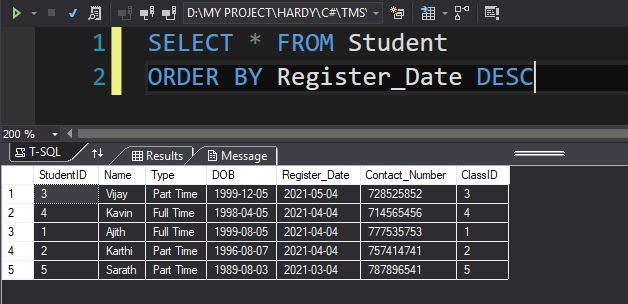 D:\MY PROJECT\HARDY\C#\TMS
1 SELECT * FROM Student
2 ORDER BY Register_Date DESC
200 %
T-SQL Results Message
StudentID Name Type DOB Register_Date Contact_Number ClassID
1 3 Vijay Part Time 1999-12-05 2021-05-04 728525852 3
2 4 Kavin Full Time 1998-04-05 2021-04-04 714565456 4
3 1 Ajith Full Time 1999-08-05 2021-04-04 777535753 1
4 2 Karthi Part Time 1996-08-07 2021-04-04 757414741 2
5 5 Sarath Part Time 1989-08-03 2021-03-04 787896541 5